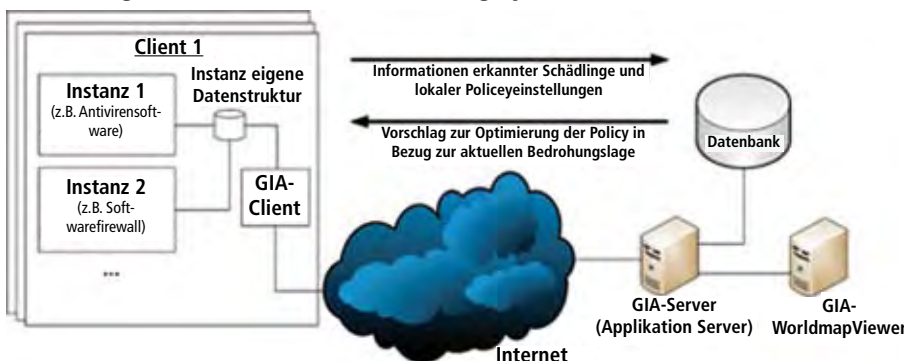 Client 1
Instanz 1
(z.B. Antivirensoft-
ware)
Instanz eigene
Datenstruktur
Instanz 2
(z.B. Soft-
warefirewall)
...
GIA-
Client
Informationen erkannter Schädlinge und
lokaler Policeyeinstellungen
Vorschlag zur Optimierung der Policy in
Bezug zur aktuellen Bedrohungslage
Datenbank
GIA-Server
(Applikation Server)
GIA-
WorldmapViewer
Internet